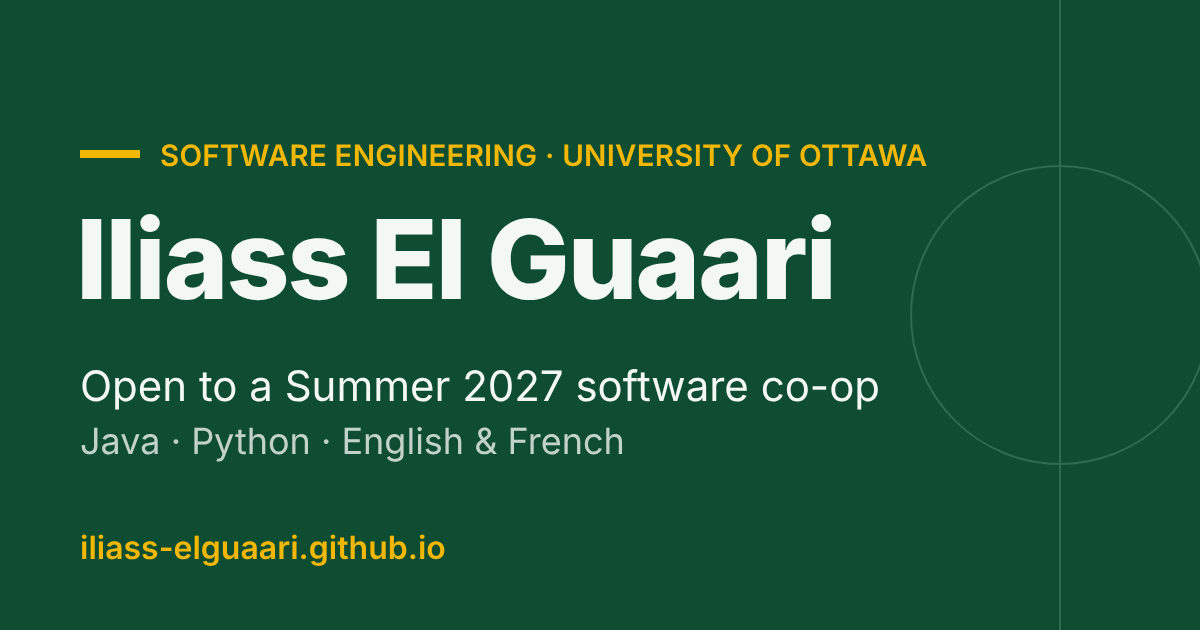 SOFTWARE ENGINEERING · UNIVERSITY OF OTTAWA
Iliass El Guaari
Open to a Summer 2027 software co-op
Java · Python · English & French
iliass-elguaari.github.io